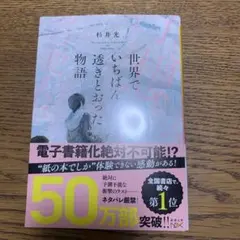 杉井光
世界で
いちばん
透きとおった
物語
電子書籍化絶対不可能!?
“紙の本でしか”体験できない感動がある!
全国書店で、
続々
第1位
絶対に
予測不能な
衝撃のラスト
ネタバレ厳禁!
50
万部
突破!!